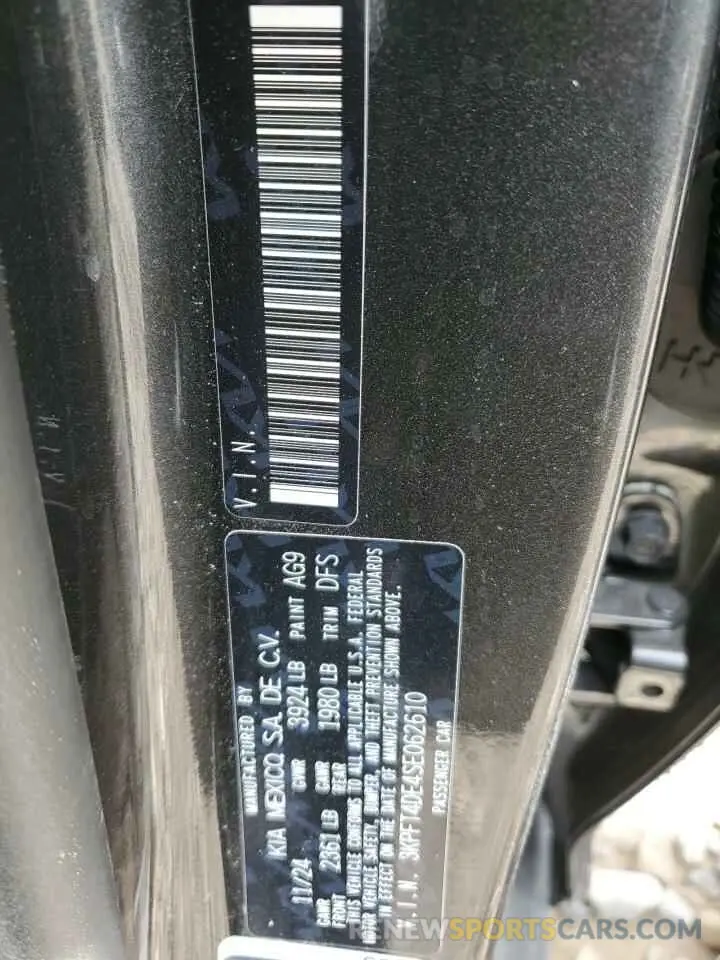 V.I.N.
MANUFACTURED BY
KIA MEXICO, S.A. DE C.V.
11/24 GVWR 3924 LB PAINT AG9
GAWR FRONT 2361 LB GAWR REAR 1980 LB TRIM DFS
THIS VEHICLE CONFORMS TO ALL APPLICABLE U.S.A. FEDERAL
MOTOR VEHICLE SAFETY, BUMPER, AND THEFT PREVENTION STANDARDS
IN EFFECT ON THE DATE OF MANUFACTURE SHOWN ABOVE.
V.I.N. 3KPFT4DE4SE062610
PASSENGER CAR
RENEWSPORTSCARS.COM